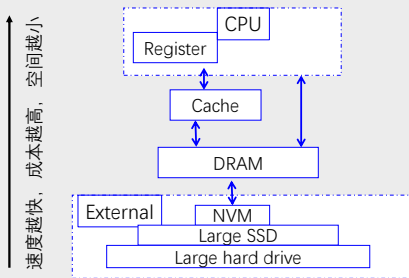 速度越快，成本越高，空间越小
CPU
Register
Cache
DRAM
External
NVM
Large SSD
Large hard drive